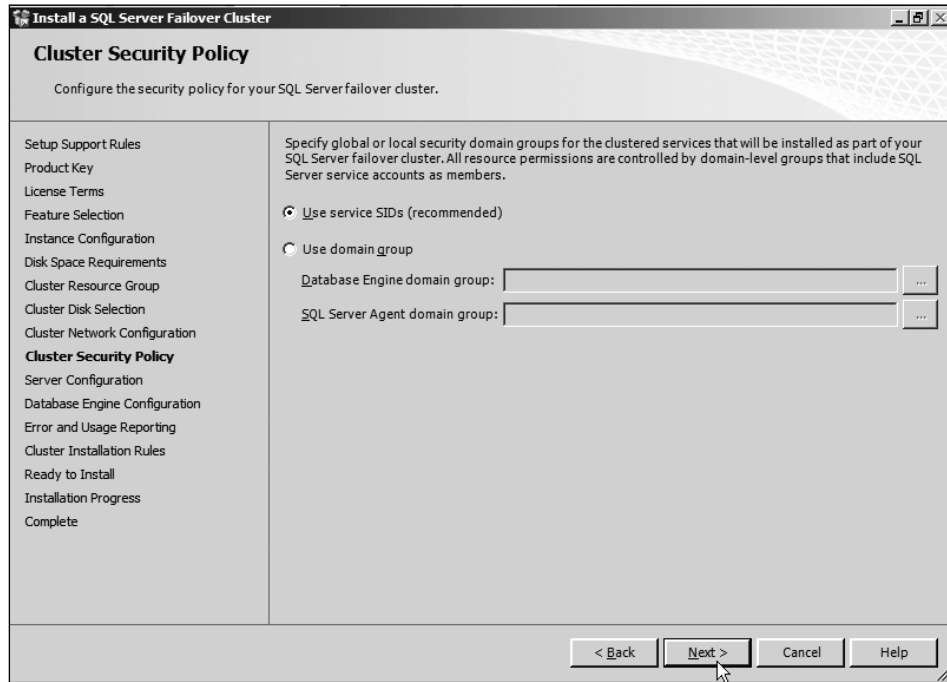 Install a SQL Server Failover Cluster
Cluster Security Policy
Configure the security policy for your SQL Server failover cluster.
Setup Support Rules
Product Key
License Terms
Feature Selection
Instance Configuration
Disk Space Requirements
Cluster Resource Group
Cluster Disk Selection
Cluster Network Configuration
Cluster Security Policy
Server Configuration
Database Engine Configuration
Error and Usage Reporting
Cluster Installation Rules
Ready to Install
Installation Progress
Complete
Specify global or local security domain groups for the clustered services that will be installed as part of your
SQL Server failover cluster. All resource permissions are controlled by domain-level groups that include SQL
Server service accounts as members.
Use service SIDs (recommended)
Use domain group
Database Engine domain group:
...
SQL Server Agent domain group:
...
< Back
Next >
Cancel
Help